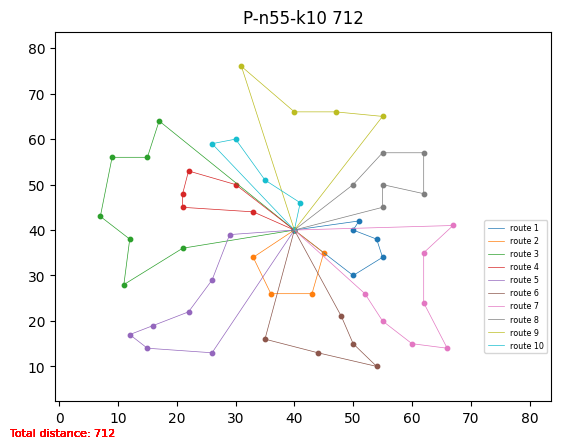 P-n55-k10 712
80
70
60
50
40
30
20
10
0 10 20 30 40 50 60 70 80
route 1
route 2
route 3
route 4
route 5
route 6
route 7
route 8
route 9
route 10
Total distance: 712